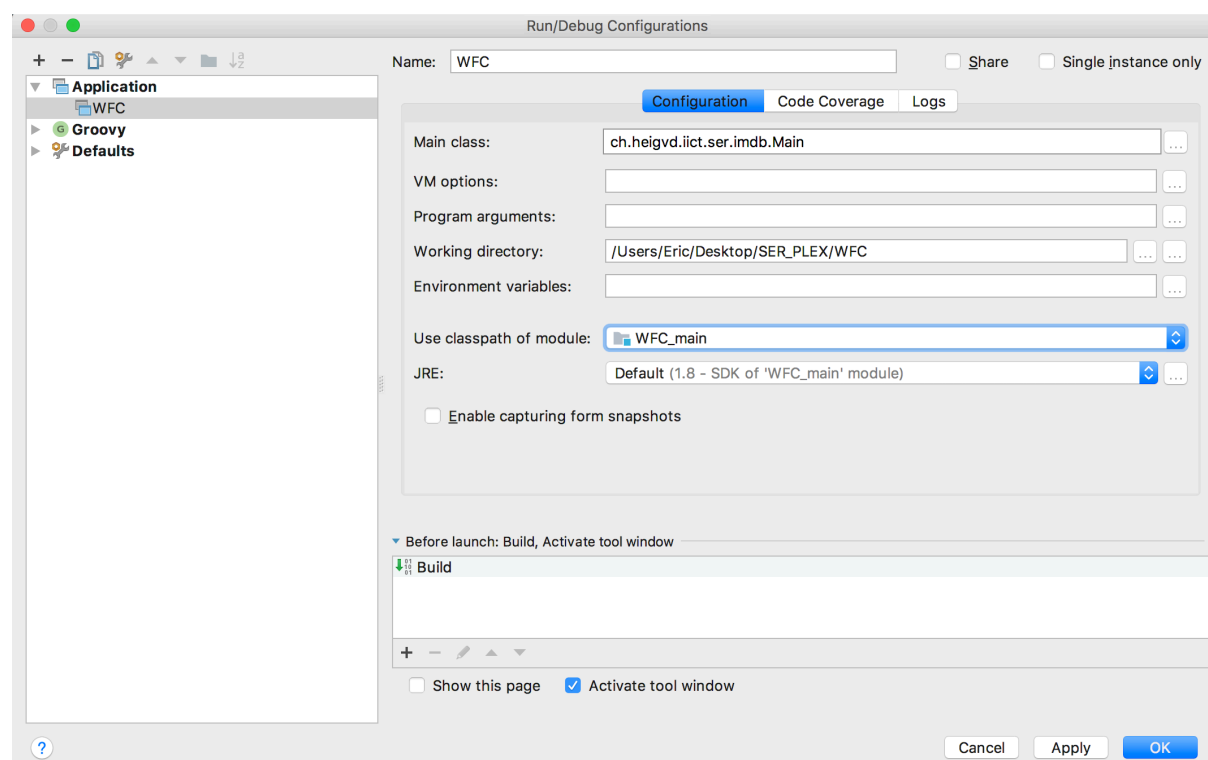 Run/Debug Configurations
Name: WFC Share Single instance only
Application
WFC
Groovy
Defaults
Configuration Code Coverage Logs
Main class: ch.heigvd.iict.ser.imdb.Main ...
VM options: ...
Program arguments: ...
Working directory: /Users/Eric/Desktop/SER_PLEX/WFC ... ...
Environment variables: ...
Use classpath of module: WFC_main
JRE: Default (1.8 - SDK of 'WFC_main' module) ...
Enable capturing form snapshots
Before launch: Build, Activate tool window
Build
Show this page Activate tool window
? Cancel Apply OK